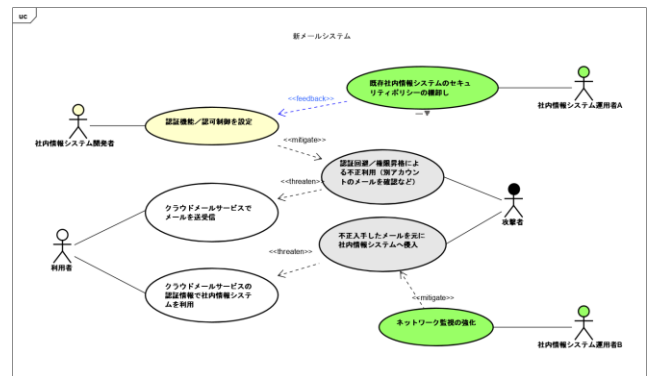 uc
新メールシステム
既存社内情報システムのセキュ
リティポリシーの棚卸し
社内情報システム運用者A
<<feedback>>
認証機能／認可制御を設定
社内情報システム開発者
<<mitigate>>
認証回避／権限昇格によ
る不正利用（別アカウン
トのメールを確認など）
<<threaten>>
クラウドメールサービスで
メールを送受信
攻撃者
不正入手したメールを元に
社内情報システムへ侵入
利用者
<<threaten>>
クラウドメールサービスの
認証情報で社内情報システ
ムを利用
<<mitigate>>
ネットワーク監視の強化
社内情報システム運用者B